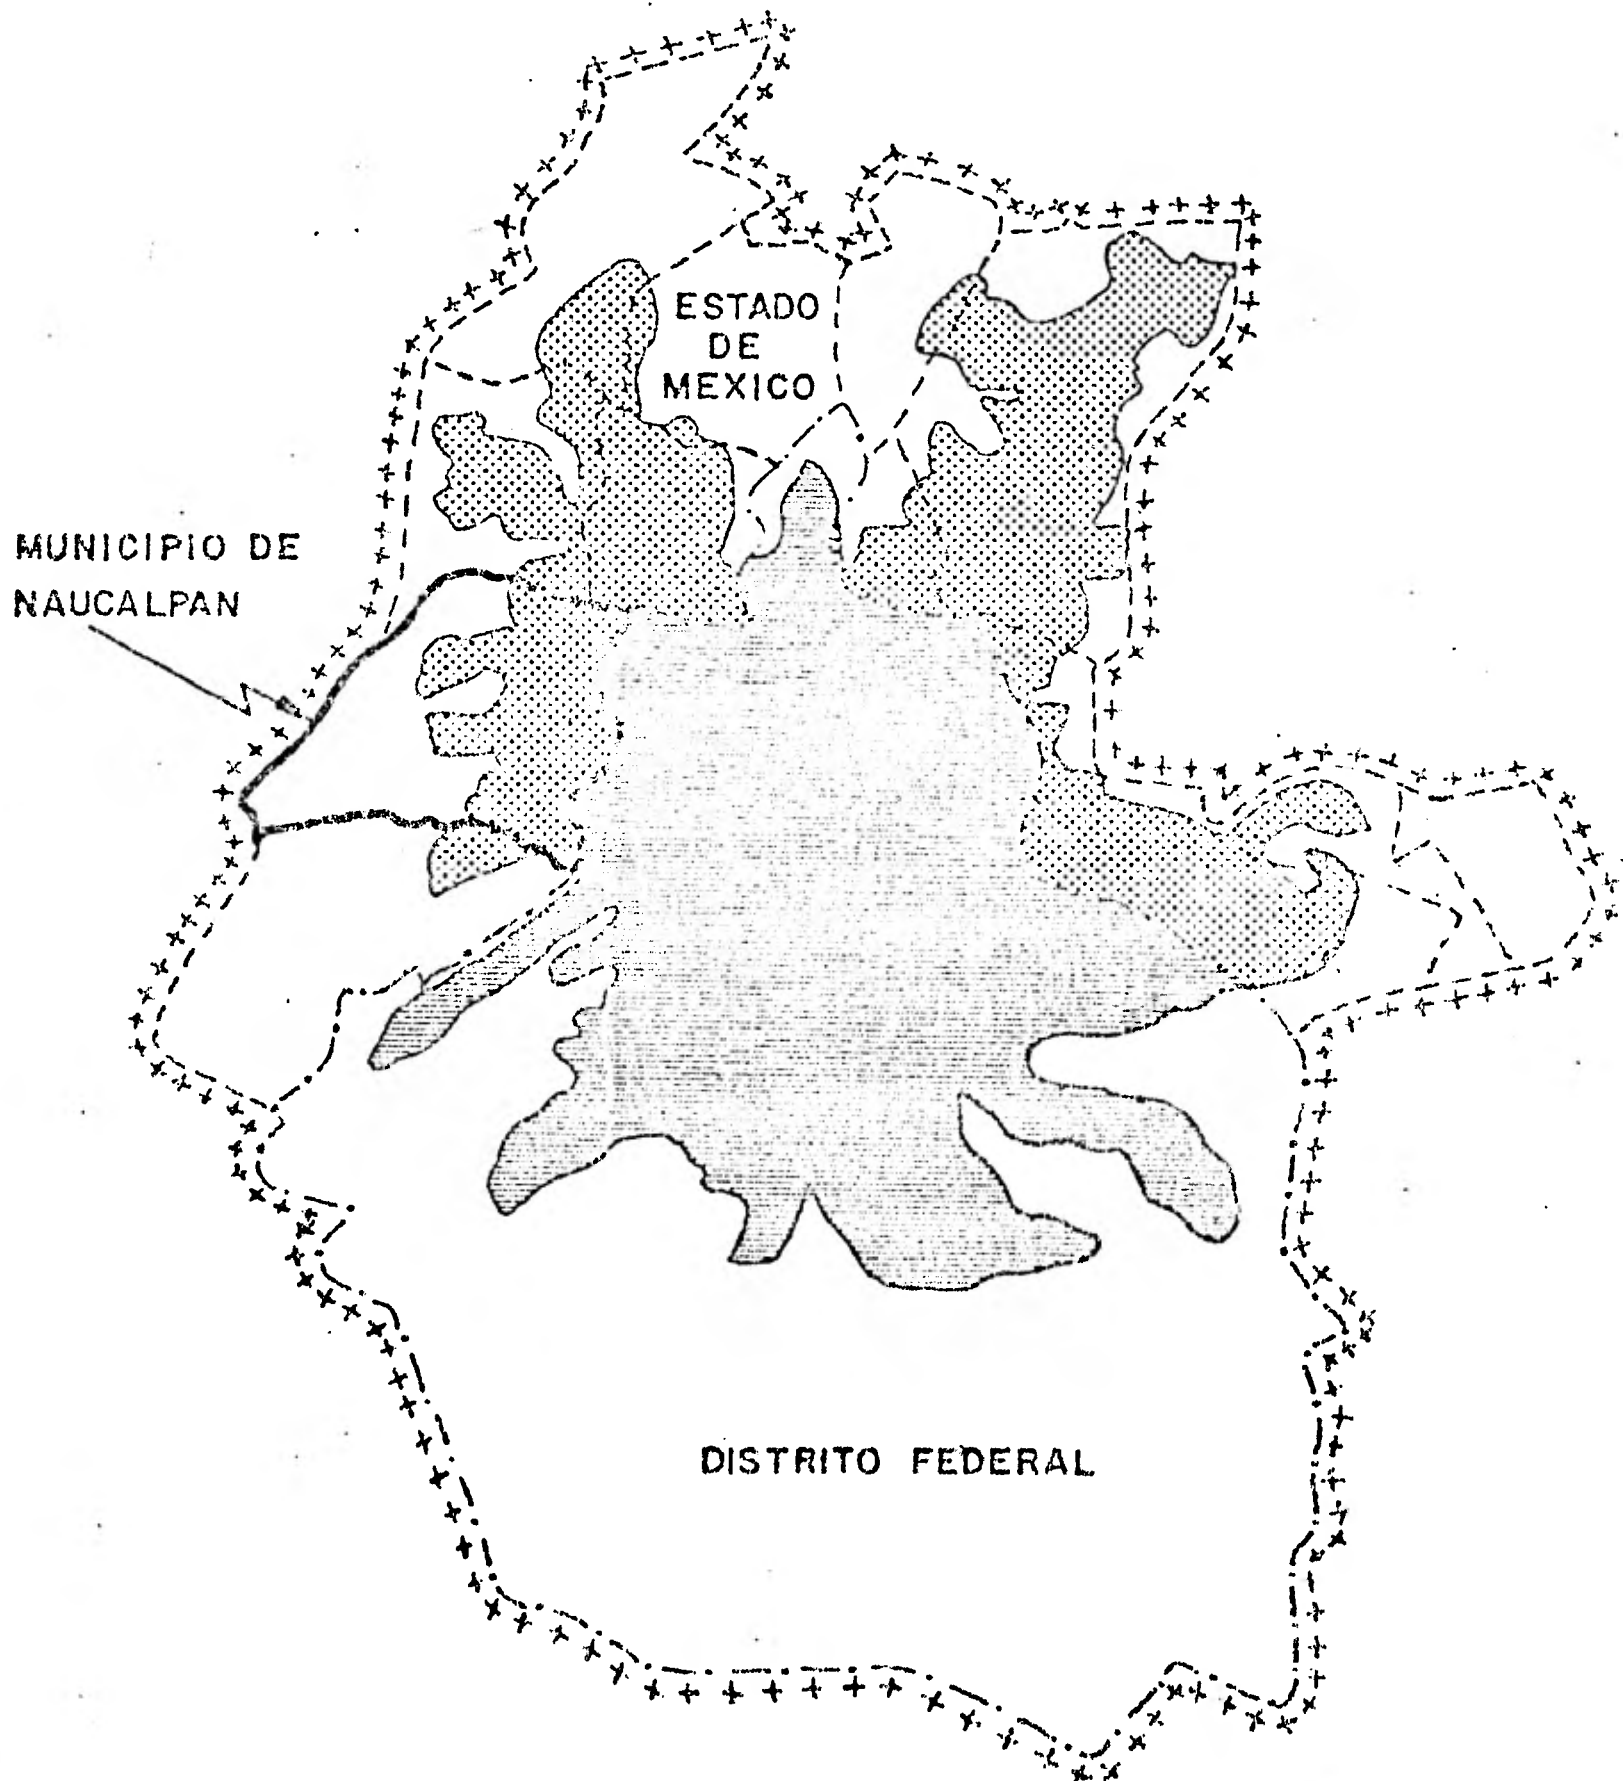 ESTADO
DE
MEXICO
MUNICIPIO DE
NAUCALPAN
DISTRITO FEDERAL